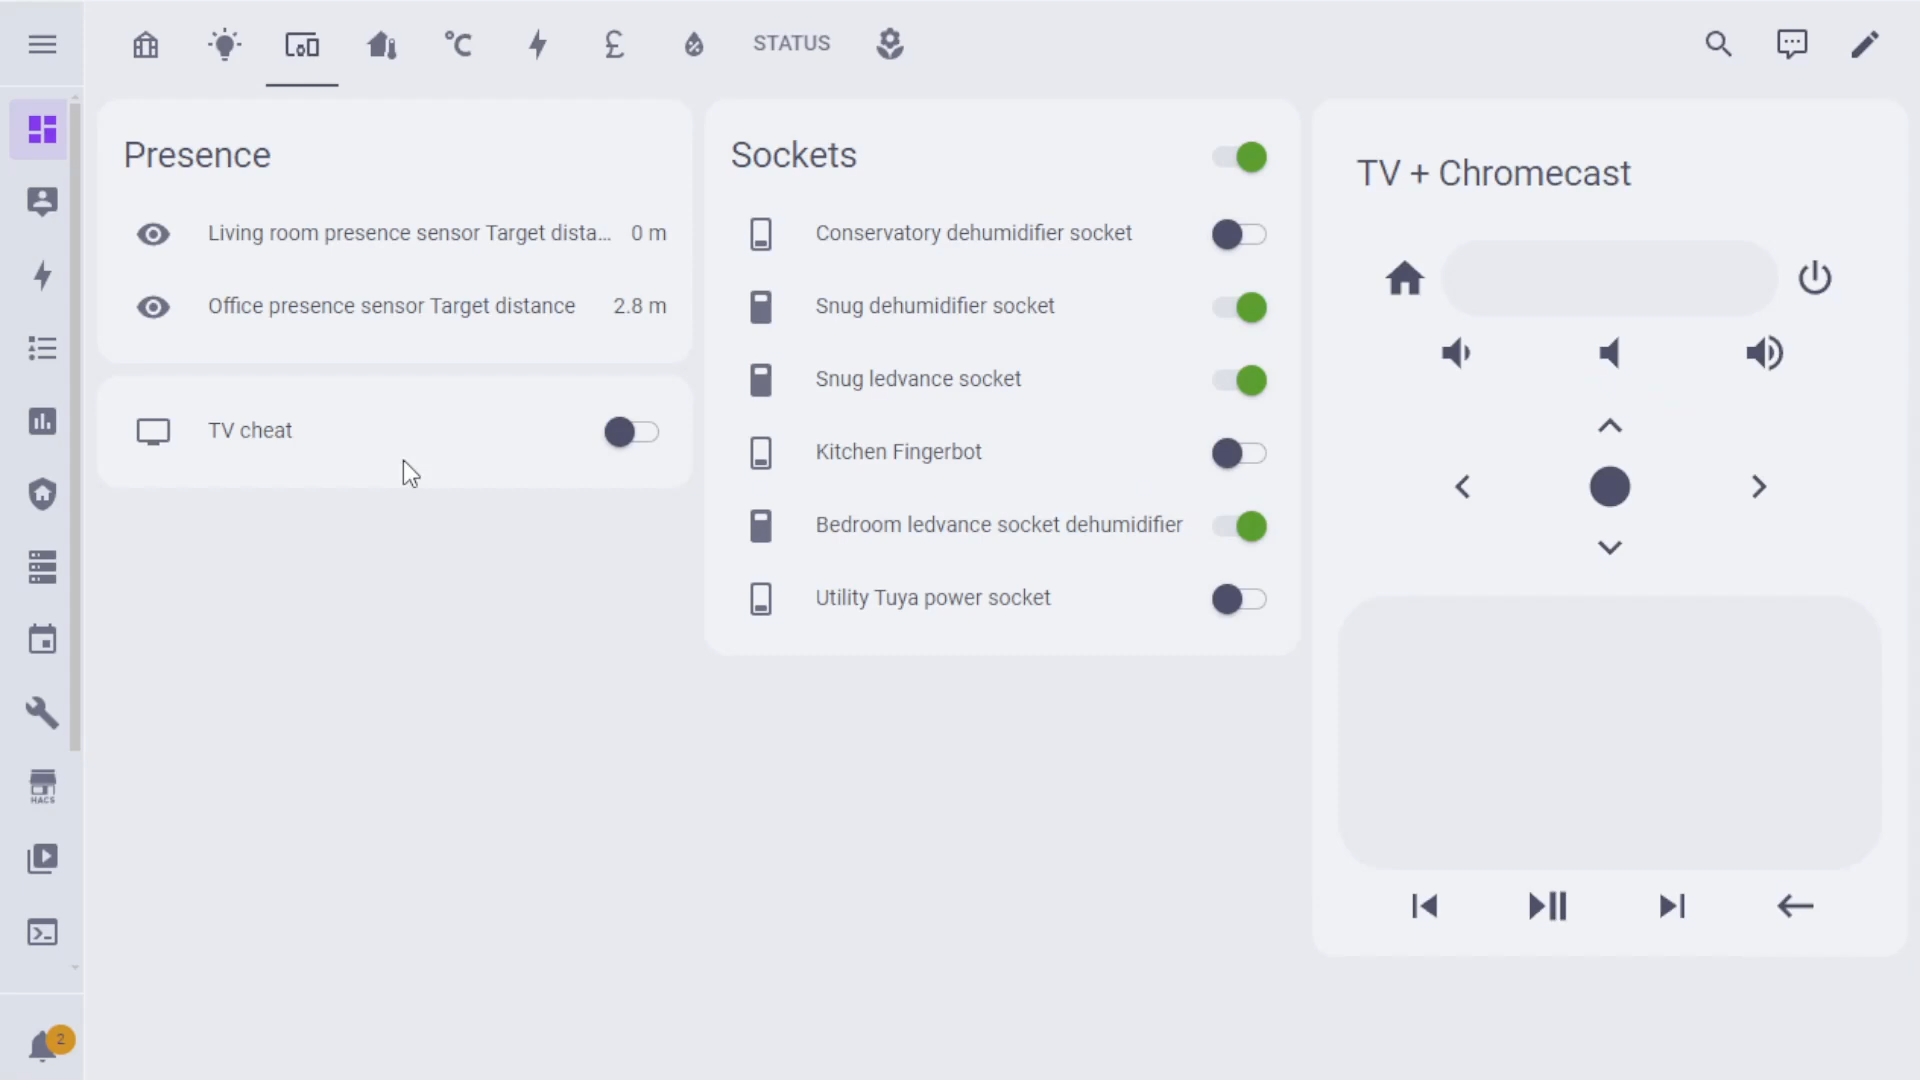 STATUS
Presence
Living room presence sensor Target dista... 0 m
Office presence sensor Target distance 2.8 m
TV cheat
Sockets
Conservatory dehumidifier socket
Snug dehumidifier socket
Snug ledvance socket
Kitchen Fingerbot
Bedroom ledvance socket dehumidifier
Utility Tuya power socket
TV + Chromecast
°C
£
HACS
2